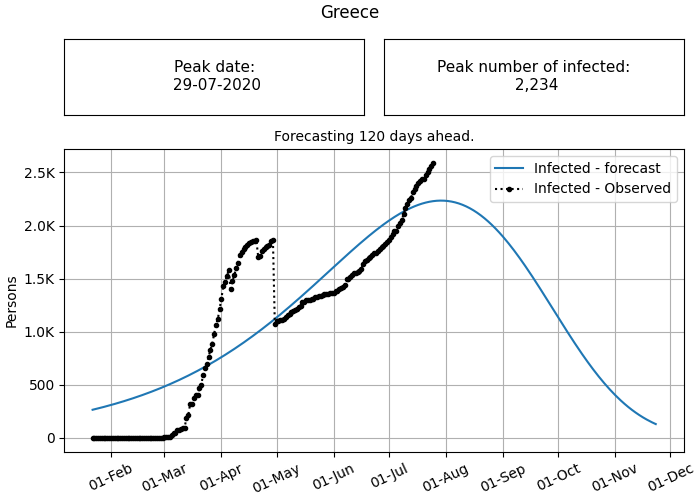 Greece
Peak date:
29-07-2020
Peak number of infected:
2,234
Forecasting 120 days ahead.
Infected - forecast
Infected - Observed
Persons
2.5K
2.0K
1.5K
1.0K
500
0
01-Feb
01-Mar
01-Apr
01-May
01-Jun
01-Jul
01-Aug
01-Sep
01-Oct
01-Nov
01-Dec